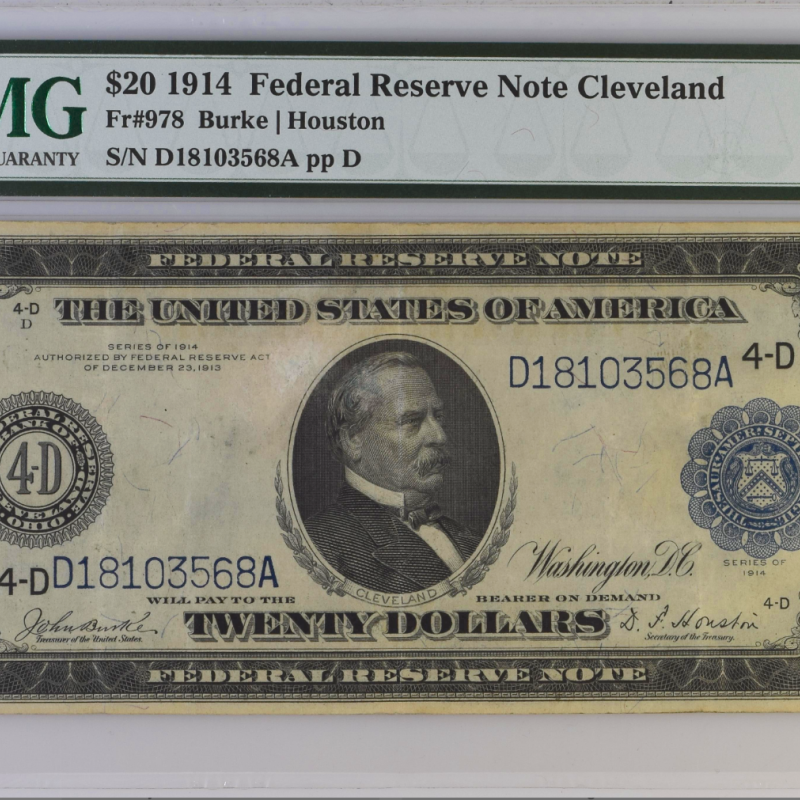 MG
$20 1914 Federal Reserve Note Cleveland
Fr#978 Burke | Houston
UARANTY
S/N D18103568A pp D
FEDERAL RESERVE NOTE
4-D
D
THE UNITED STATES OF AMERICA
SERIES OF 1914
AUTHORIZED BY FEDERAL RESERVE ACT
OF DECEMBER 23, 1913
D18103568A 4-D
4-D
4-D D18103568A
Washington, D.C.
SERIES OF
1914
CLEVELAND
WILL PAY TO THE BEARER ON DEMAND
4-D
John Burke
Treasurer of the United States.
TWENTY DOLLARS
D. F. Houston
Secretary of the Treasury.
FEDERAL RESERVE NOTE